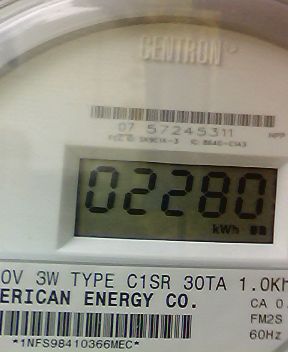 CENTRON
07 57245311
02280
kWh
0V 3W TYPE C1SR 30TA 1.0Kh
ERICAN ENERGY CO.
CA 0.
FM2S
60Hz
*1NFS98410366MEC*